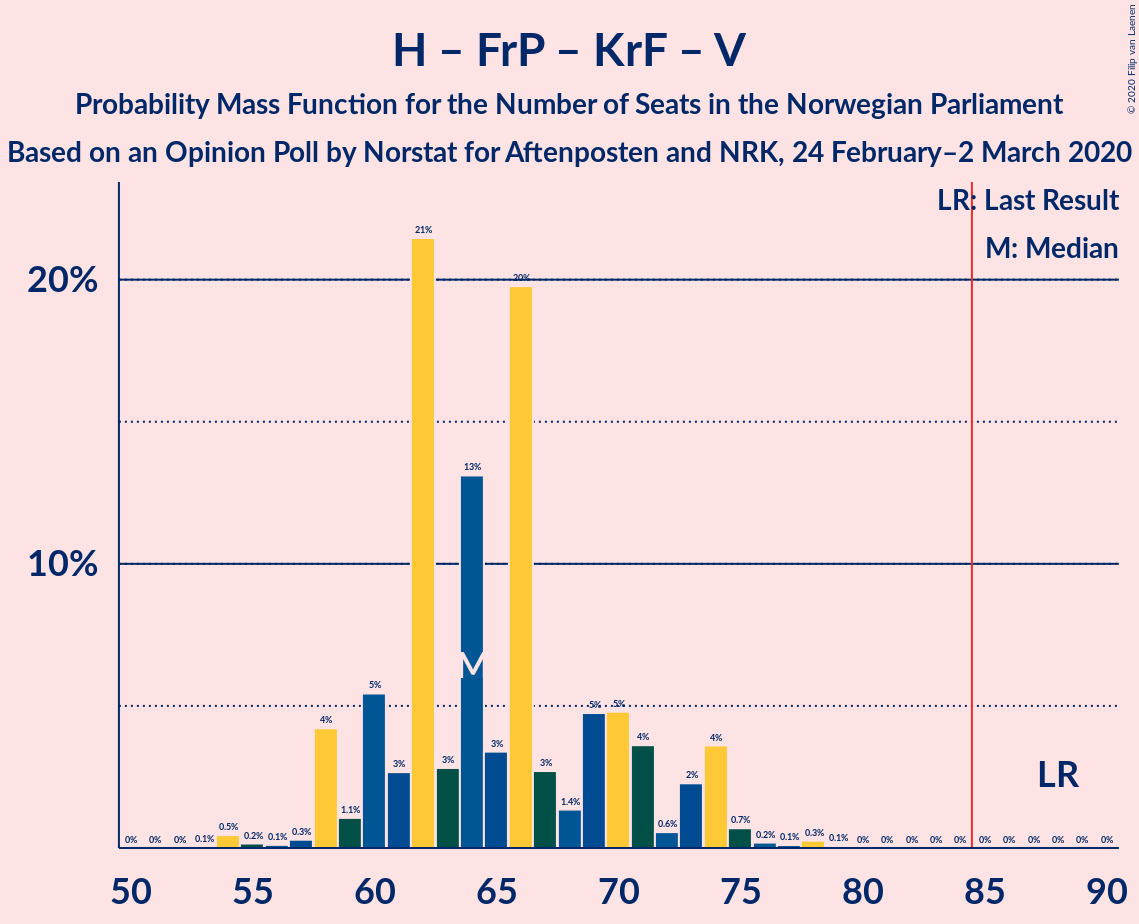 H – FrP – KrF – V
Probability Mass Function for the Number of Seats in the Norwegian Parliament
Based on an Opinion Poll by Norstat for Aftenposten and NRK, 24 February–2 March 2020
© 2020 Filip van Laenen
LR: Last Result
M: Median
20%
10%
0% 0% 0% 0.1% 0.5% 0.2% 0.1% 0.3% 4% 1.1% 5% 3% 21% 3% 13% 3% 20% 3% 1.4% 5% 5% 4% 0.6% 2% 4% 0.7% 0.2% 0.1% 0.3% 0.1% 0% 0% 0% 0% 0% 0% 0% 0% 0% 0% 0%
M
LR
50 55 60 65 70 75 80 85 90